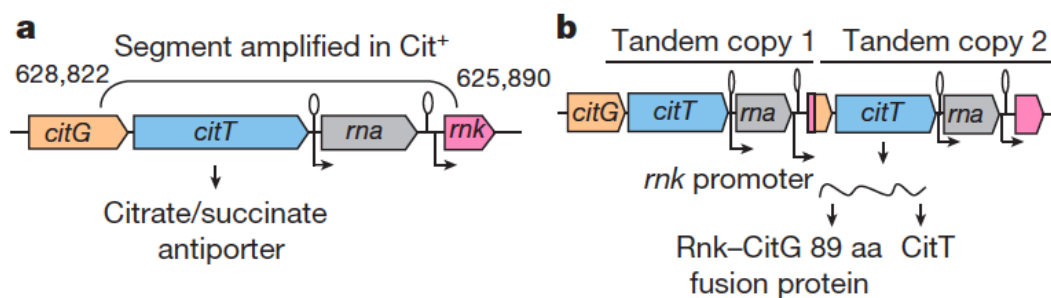 a
Segment amplified in Cit+
628,822
625,890
citG
citT
rna
rnk
Citrate/succinate
antiporter
b
Tandem copy 1
Tandem copy 2
citG
citT
rna
citT
rna
rnk promoter
Rnk–CitG 89 aa
fusion protein
CitT